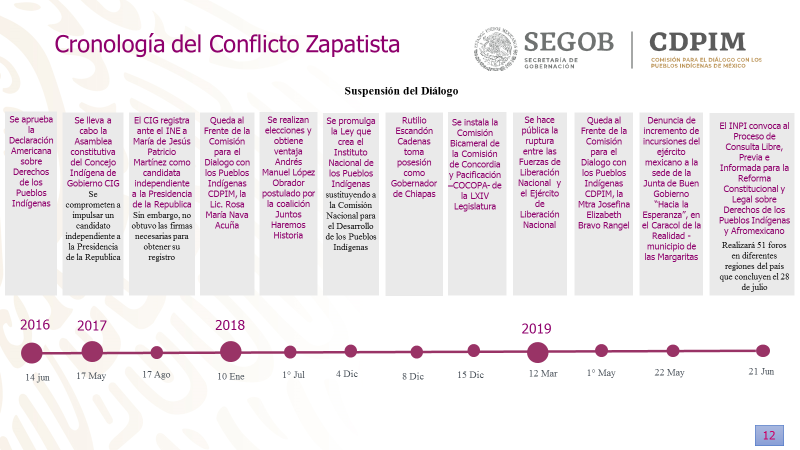 Cronología del Conflicto Zapatista
SEGOB
SECRETARÍA DE
GOBERNACIÓN
CDPIM
COMISIÓN PARA EL DIÁLOGO CON LOS
PUEBLOS INDÍGENAS DE MÉXICO
Suspensión del Diálogo
Se aprueba
la
Declaración
Americana
sobre
Derechos
de los
Pueblos
Indígenas
Se lleva a
cabo la
Asamblea
constitutiva
del Concejo
Indígena de
Gobierno CIG
Se
comprometen a
impulsar un
candidato
independiente a
la Presidencia
de la Republica
El CIG registra
ante el INE a
María de Jesús
Patricio
Martínez como
candidata
independiente
a la Presidencia
de la Republica
Sin embargo, no
obtuvo las firmas
necesarias para
obtener su
registro
Queda al
Frente de la
Comisión
para el
Dialogo con
los Pueblos
Indígenas
CDPIM, la
Lic. Rosa
María Nava
Acuña
Se realizan
elecciones y
obtiene
ventaja
Andrés
Manuel López
Obrador
postulado por
la coalición
Juntos
Haremos
Historia
Se promulga
la Ley que
crea el
Instituto
Nacional de
los Pueblos
Indígenas
sustituyendo a
la Comisión
Nacional para
el Desarrollo
de los Pueblos
Indígenas
Rutilio
Escandón
Cadenas
toma
posesión
como
Gobernador
de Chiapas
Se instala la
Comisión
Bicameral de
la Comisión
de Concordia
y Pacificación
–COCOPA- de
la LXIV
Legislatura
Se hace
pública la
ruptura
entre las
Fuerzas de
Liberación
Nacional y
el Ejército
de
Liberación
Nacional
Queda al
Frente de la
Comisión
para el
Dialogo con
los Pueblos
Indígenas
CDPIM, la
Mtra Josefina
Elizabeth
Bravo Rangel
Denuncia de
incremento de
incursiones del
ejército
mexicano a la
sede de la
Junta de Buen
Gobierno
“Hacia la
Esperanza”, en
el Caracol de la
Realidad -
municipio de
las Margaritas
El INPI convoca al
Proceso de
Consulta Libre,
Previa e
Informada para la
Reforma
Constitucional y
Legal sobre
Derechos de los
Pueblos Indígenas
y Afromexicano
Realizará 51 foros
en diferentes
regiones del país
que concluyen el 28
de julio
2016
2017
2018
2019
14 jun
17 May
17 Ago
10 Ene
1° Jul
4 Dic
8 Dic
15 Dic
12 Mar
1° May
22 May
21 Jun
12